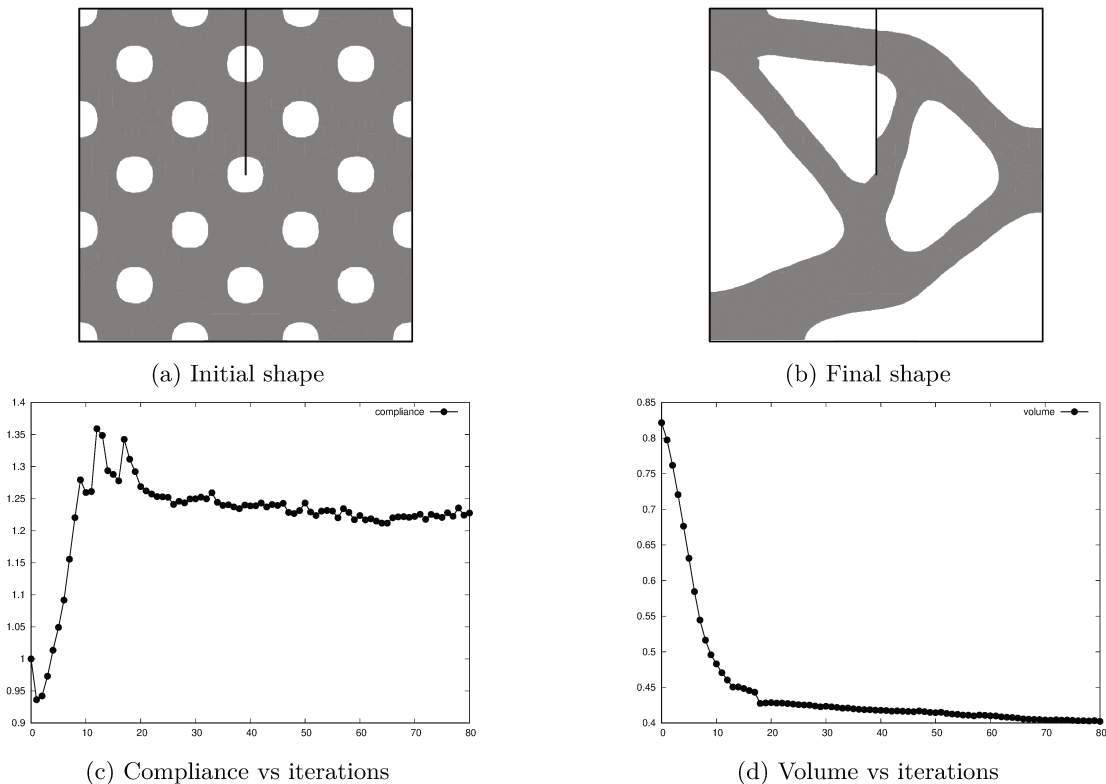 (a) Initial shape
(b) Final shape
1.4
1.35
1.3
1.25
1.2
1.15
1.1
1.05
1
0.95
0.9
0 10 20 30 40 50 60 70 80
compliance
0.85
0.8
0.75
0.7
0.65
0.6
0.55
0.5
0.45
0.4
0 10 20 30 40 50 60 70 80
volume
(c) Compliance vs iterations
(d) Volume vs iterations